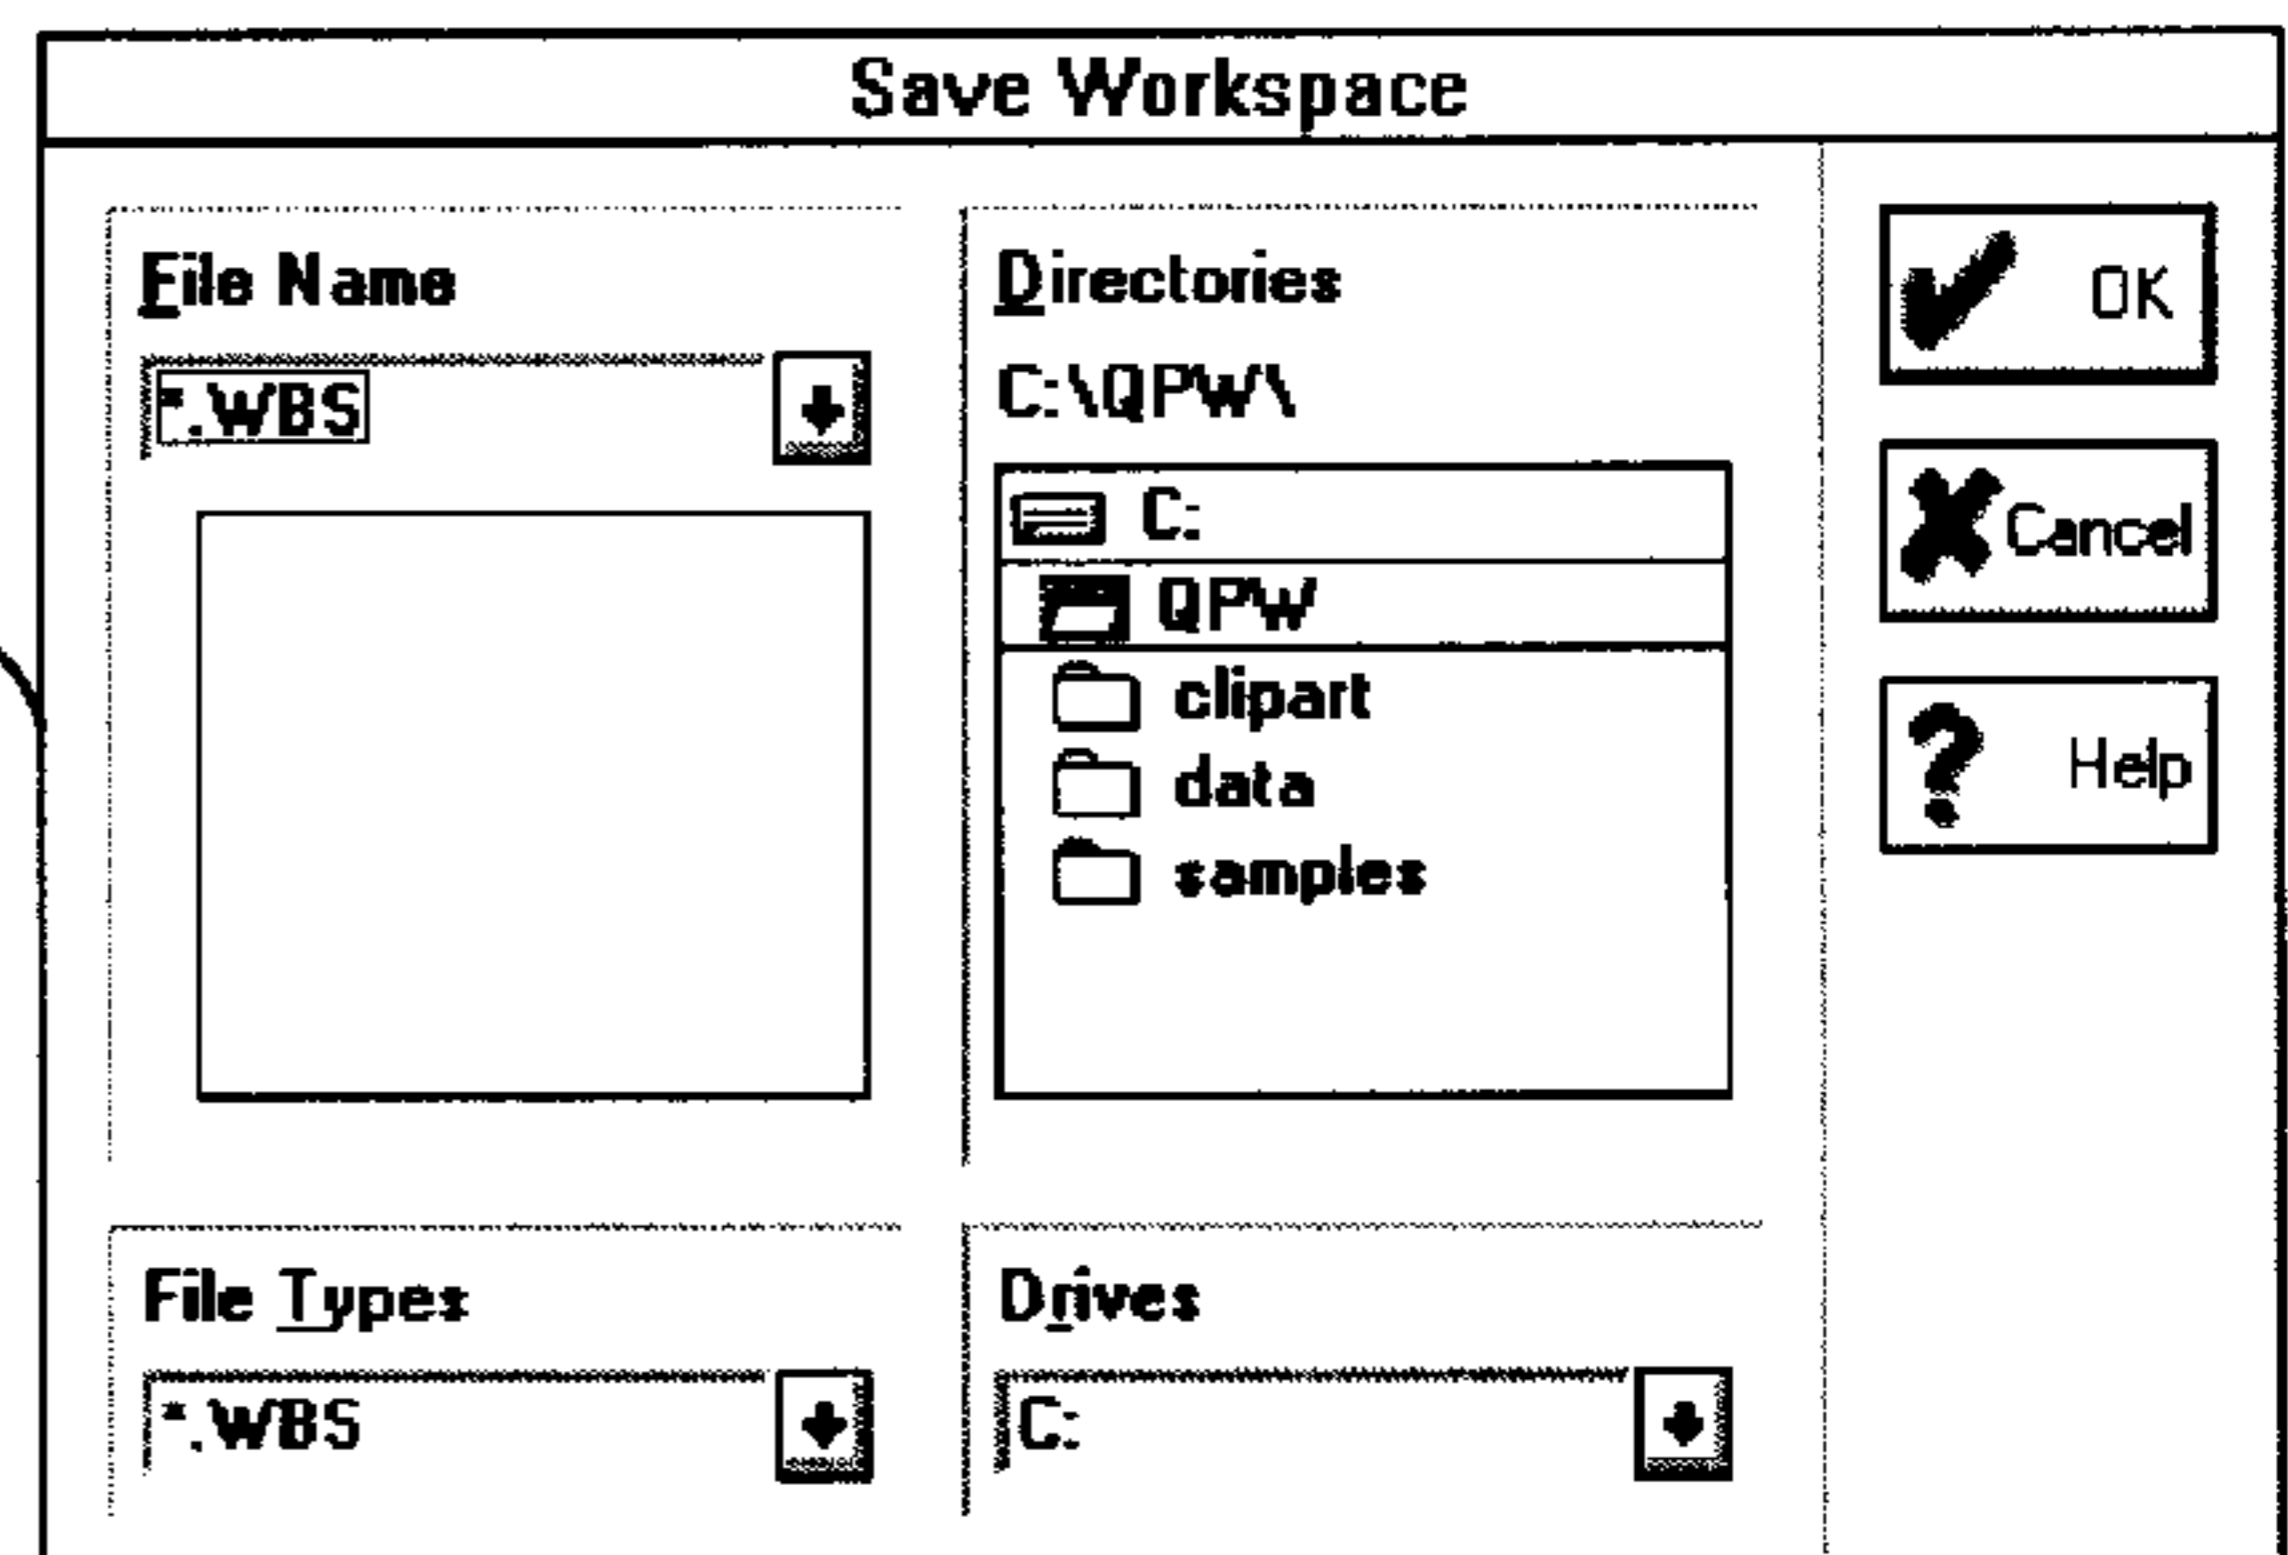 Save Workspace
File Name
*.WBS
Directories
C:\QPW\
C:
QPW
clipart
data
samples
OK
Cancel
Help
File Types
*.WBS
Drives
C: